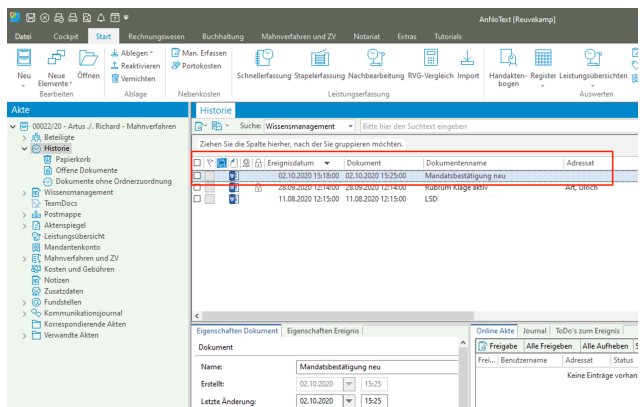 AnNoText [Reuvekamp]
Datei Cockpit Start Rechnungswesen Buchhaltung Mahnverfahren und ZV Notariat Extras Tutorials
Neu
Neue Elemente
Öffnen
Ablegen
Reaktivieren
Vernichten
Man. Erfassen
Portokosten
Schnellerfassung Stapelerfassung Nachbearbeitung RVG-Vergleich Import
Handakten-bogen
Register Leistungsübersichten
Bearbeiten Ablage Nebenkosten Leistungserfassung Auswerten
Akte
00022/20 - Artus ./. Richard - Mahnverfahren
Beteiligte
Historie
Papierkorb
Offene Dokumente
Dokumente ohne Ordnerzuordnung
Wissensmanagement
TeamDocs
Postmappe
Aktenspiegel
Leistungsübersicht
Mandantenkonto
Mahnverfahren und ZV
Kosten und Gebühren
Notizen
Zusatzdaten
Fundstellen
Kommunikationsjournal
Korrespondierende Akten
Verwandte Akten
Historie
Suche: Wissensmanagement Bitte hier den Suchtext eingeben
Ziehen Sie die Spalte hierher, nach der Sie gruppieren möchten.
Ereignisdatum Dokument Dokumentenname Adressat
02.10.2020 15:18:00 02.10.2020 15:25:00 Mandatsbestätigung neu
28.09.2020 12:14:00 28.09.2020 12:14:00 Rubrum Klage aktiv Art, Ulrich
11.08.2020 12:15:00 11.08.2020 12:15:00 LSD
Eigenschaften Dokument Eigenschaften Ereignis
Dokument
Name: Mandatsbestätigung neu
Erstellt: 02.10.2020 15:25
Letzte Änderung: 02.10.2020 15:25
Online Akte Journal ToDo's zum Ereignis
Freigabe Alle Freigeben Alle Aufheben S
Frei... Benutzername Adressat Status
Keine Einträge vorhan